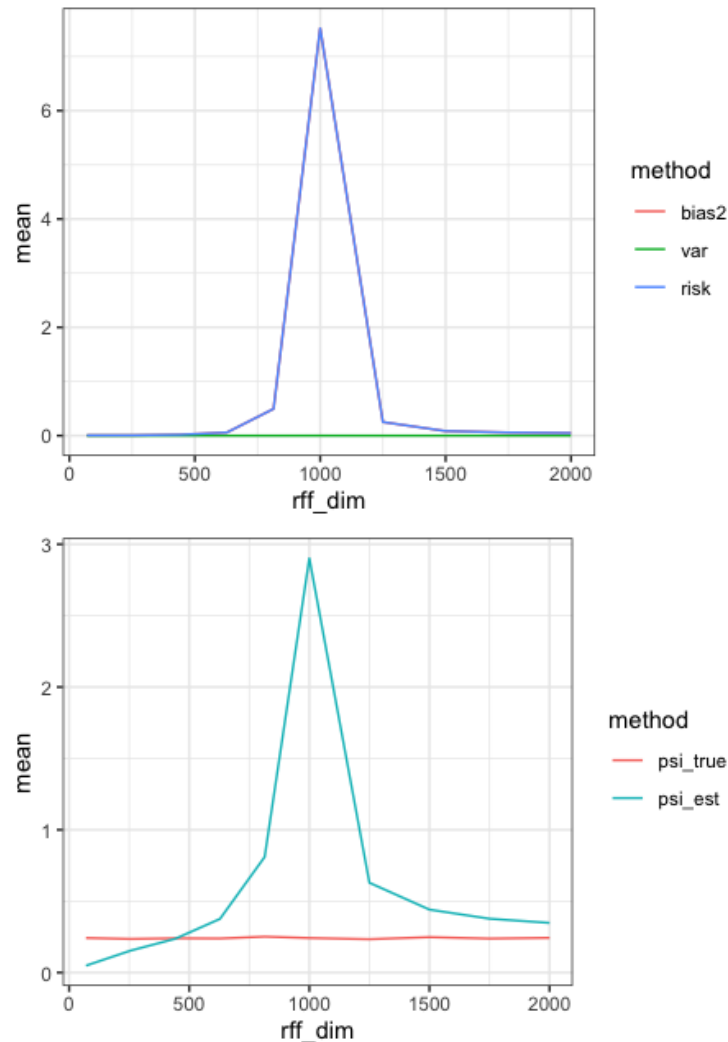 6
4
2
0
mean
0
500
1000
1500
2000
rff_dim
method
bias2
var
risk
3
2
1
0
mean
0
500
1000
1500
2000
rff_dim
method
psi_true
psi_est